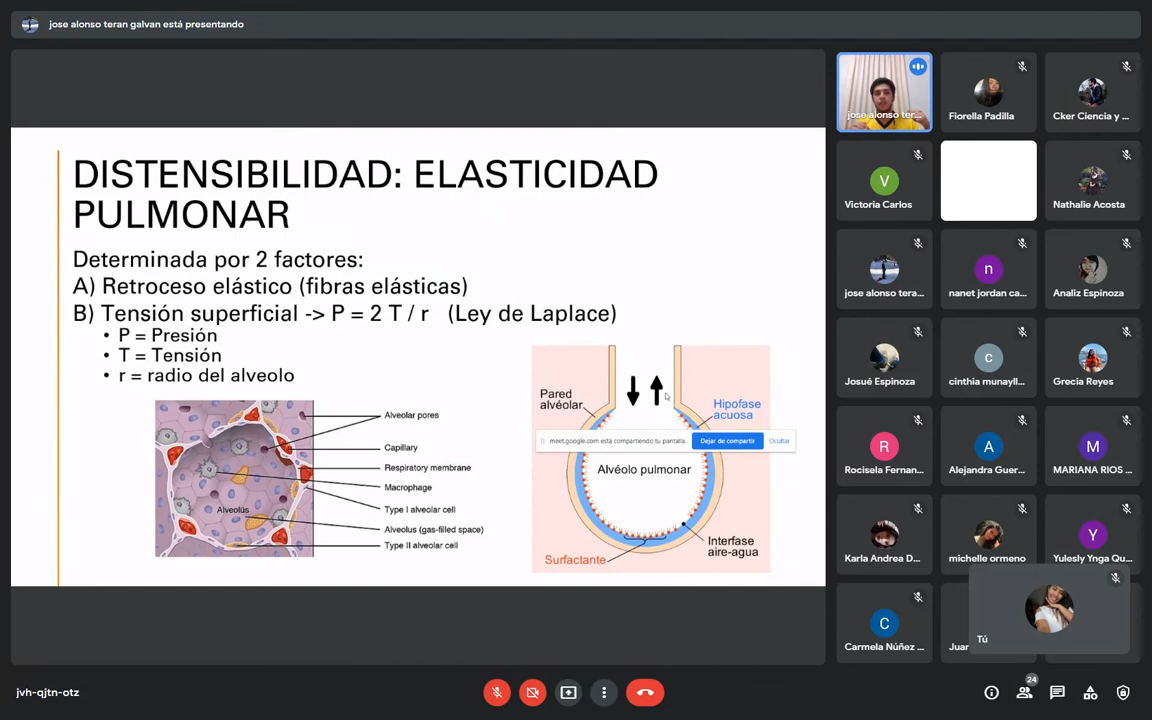 jose alonso teran galvan está presentando
DISTENSIBILIDAD: ELASTICIDAD
PULMONAR
Determinada por 2 factores:
A) Retroceso elástico (fibras elásticas)
B) Tensión superficial -> P = 2 T / r (Ley de Laplace)
• P = Presión
• T = Tensión
• r = radio del alveolo
Alveolar pores
Capillary
Respiratory membrane
Macrophage
Type I alveolar cell
Alveolus (gas-filled space)
Type II alveolar cell
Alveolus
Pared
alvéolar
Hipofase
acuosa
meet.google.com está compartiendo tu pantalla.
Dejar de compartir
Ocultar
Alvéolo pulmonar
Interfase
aire-agua
Surfactante
jose alonso ter...
Fiorella Padilla
Cker Ciencia y ...
V
Victoria Carlos
Nathalie Acosta
jose alonso tera...
n
nanet jordan ca...
Analiz Espinoza
Josué Espinoza
c
cinthia munayll...
Grecia Reyes
R
Rocisela Fernan...
A
Alejandra Guer...
M
MARIANA RIOS ...
Karla Andrea D...
michelle ormeno
Y
Yulesly Ynga Qu...
C
Carmela Núñez ...
Juar
Tú
jvh-qjtn-otz
24